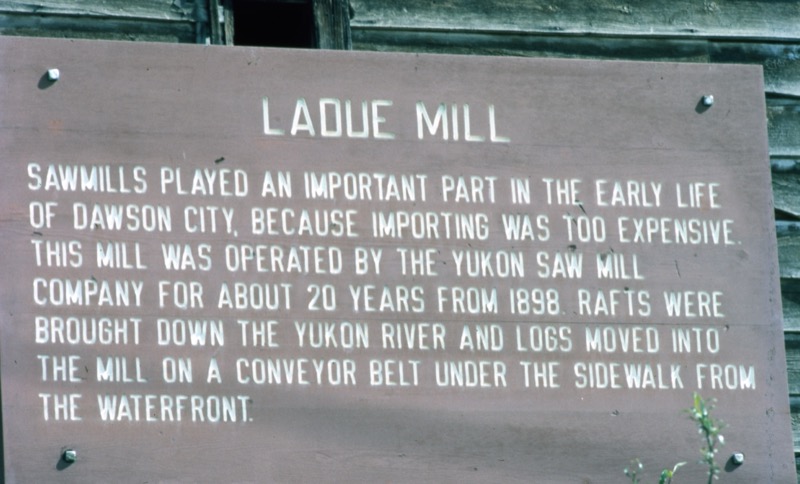 LADUE MILL
SAWMILLS PLAYED AN IMPORTANT PART IN THE EARLY LIFE
OF DAWSON CITY, BECAUSE IMPORTING WAS TOO EXPENSIVE.
THIS MILL WAS OPERATED BY THE YUKON SAW MILL
COMPANY FOR ABOUT 20 YEARS FROM 1898. RAFTS WERE
BROUGHT DOWN THE YUKON RIVER AND LOGS MOVED INTO
THE MILL ON A CONVEYOR BELT UNDER THE SIDEWALK FROM
THE WATERFRONT.